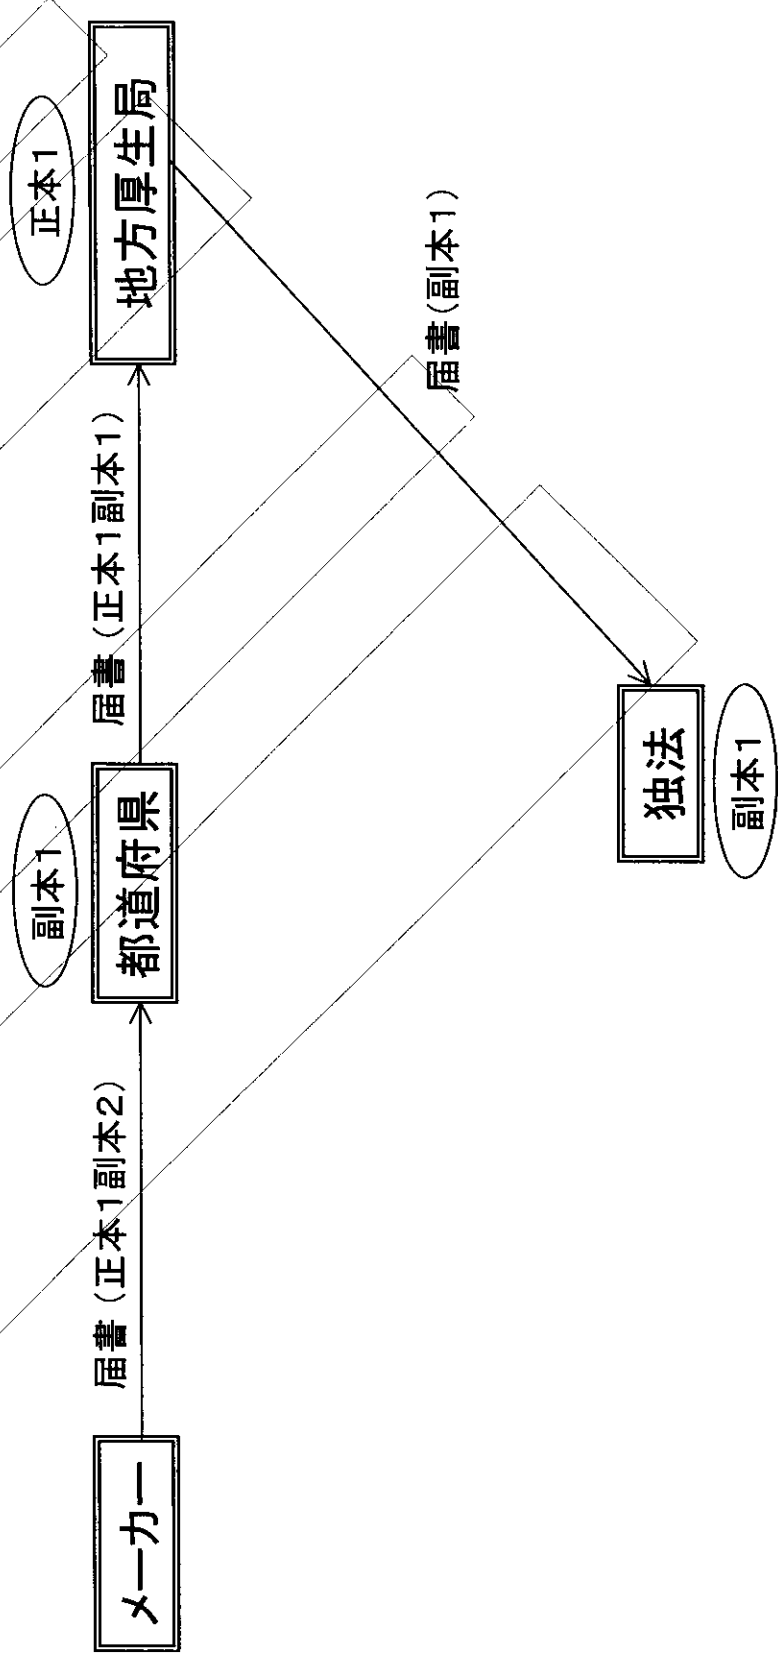 メーカー
届書（正本1副本2）
副本1
都道府県
届書（正本1副本1）
正本1
地方厚生局
届書（副本1）
独法
副本1